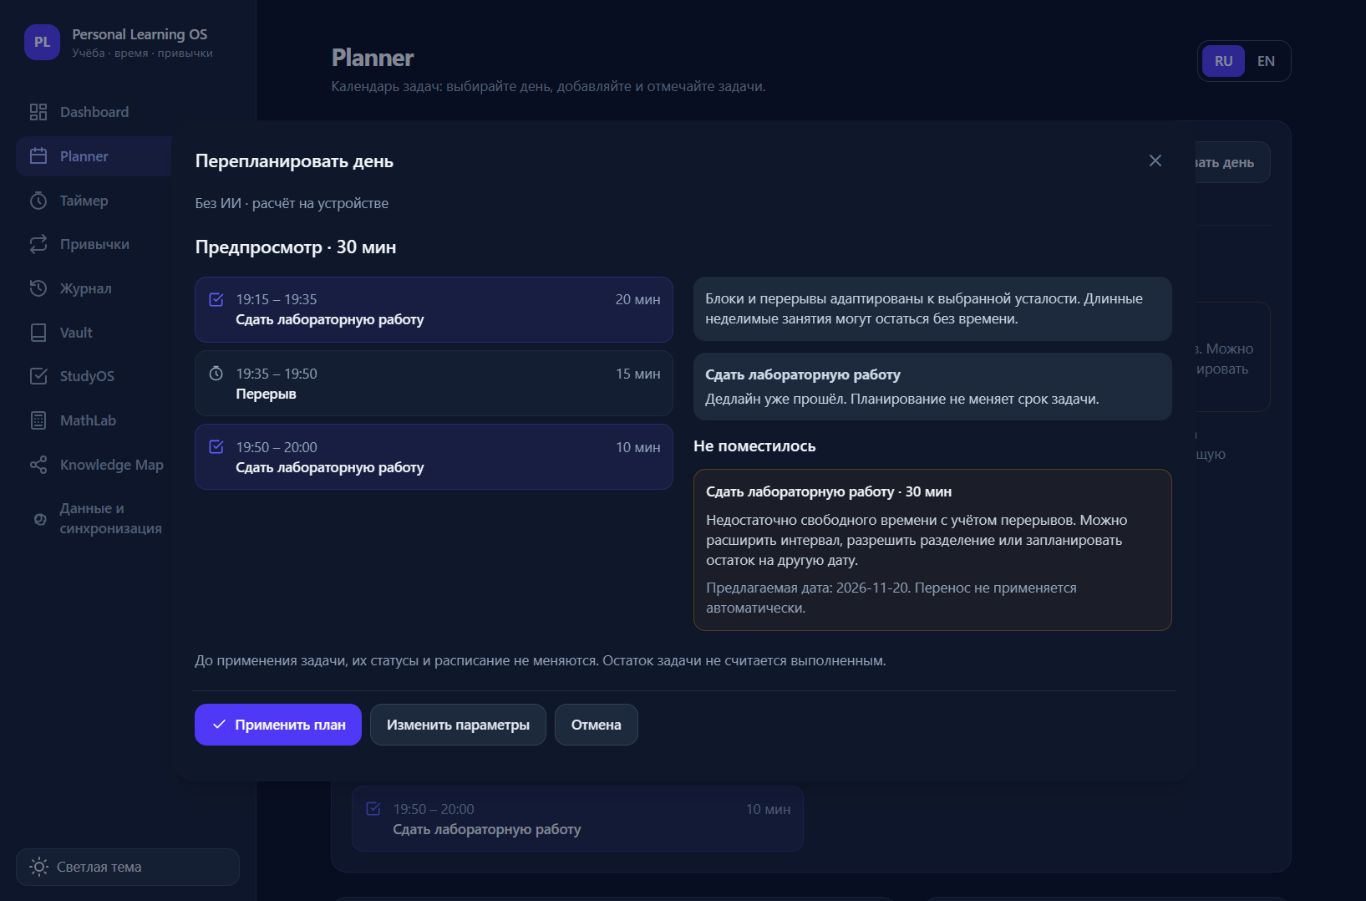 PL
Personal Learning OS
Учёба · время · привычки
Dashboard
Planner
Таймер
Привычки
Журнал
Vault
StudyOS
MathLab
Knowledge Map
Данные и
синхронизация
Светлая тема
Planner
Календарь задач: выбирайте день, добавляйте и отмечайте задачи.
RU EN
день
Можно
Перепланировать день
Без ИИ · расчёт на устройстве
Предпросмотр · 30 мин
19:15 – 19:35 20 мин
Сдать лабораторную работу
19:35 – 19:50 15 мин
Перерыв
19:50 – 20:00 10 мин
Сдать лабораторную работу
Блоки и перерывы адаптированы к выбранной усталости. Длинные
неделимые занятия могут остаться без времени.
Сдать лабораторную работу
Дедлайн уже прошёл. Планирование не меняет срок задачи.
Не поместилось
Сдать лабораторную работу · 30 мин
Недостаточно свободного времени с учётом перерывов. Можно
расширить интервал, разрешить разделение или запланировать
остаток на другую дату.
Предлагаемая дата: 2026-11-20. Перенос не применяется
автоматически.
До применения задачи, их статусы и расписание не меняются. Остаток задачи не считается выполненным.
Применить план
Изменить параметры
Отмена
19:50 – 20:00 10 мин
Сдать лабораторную работу